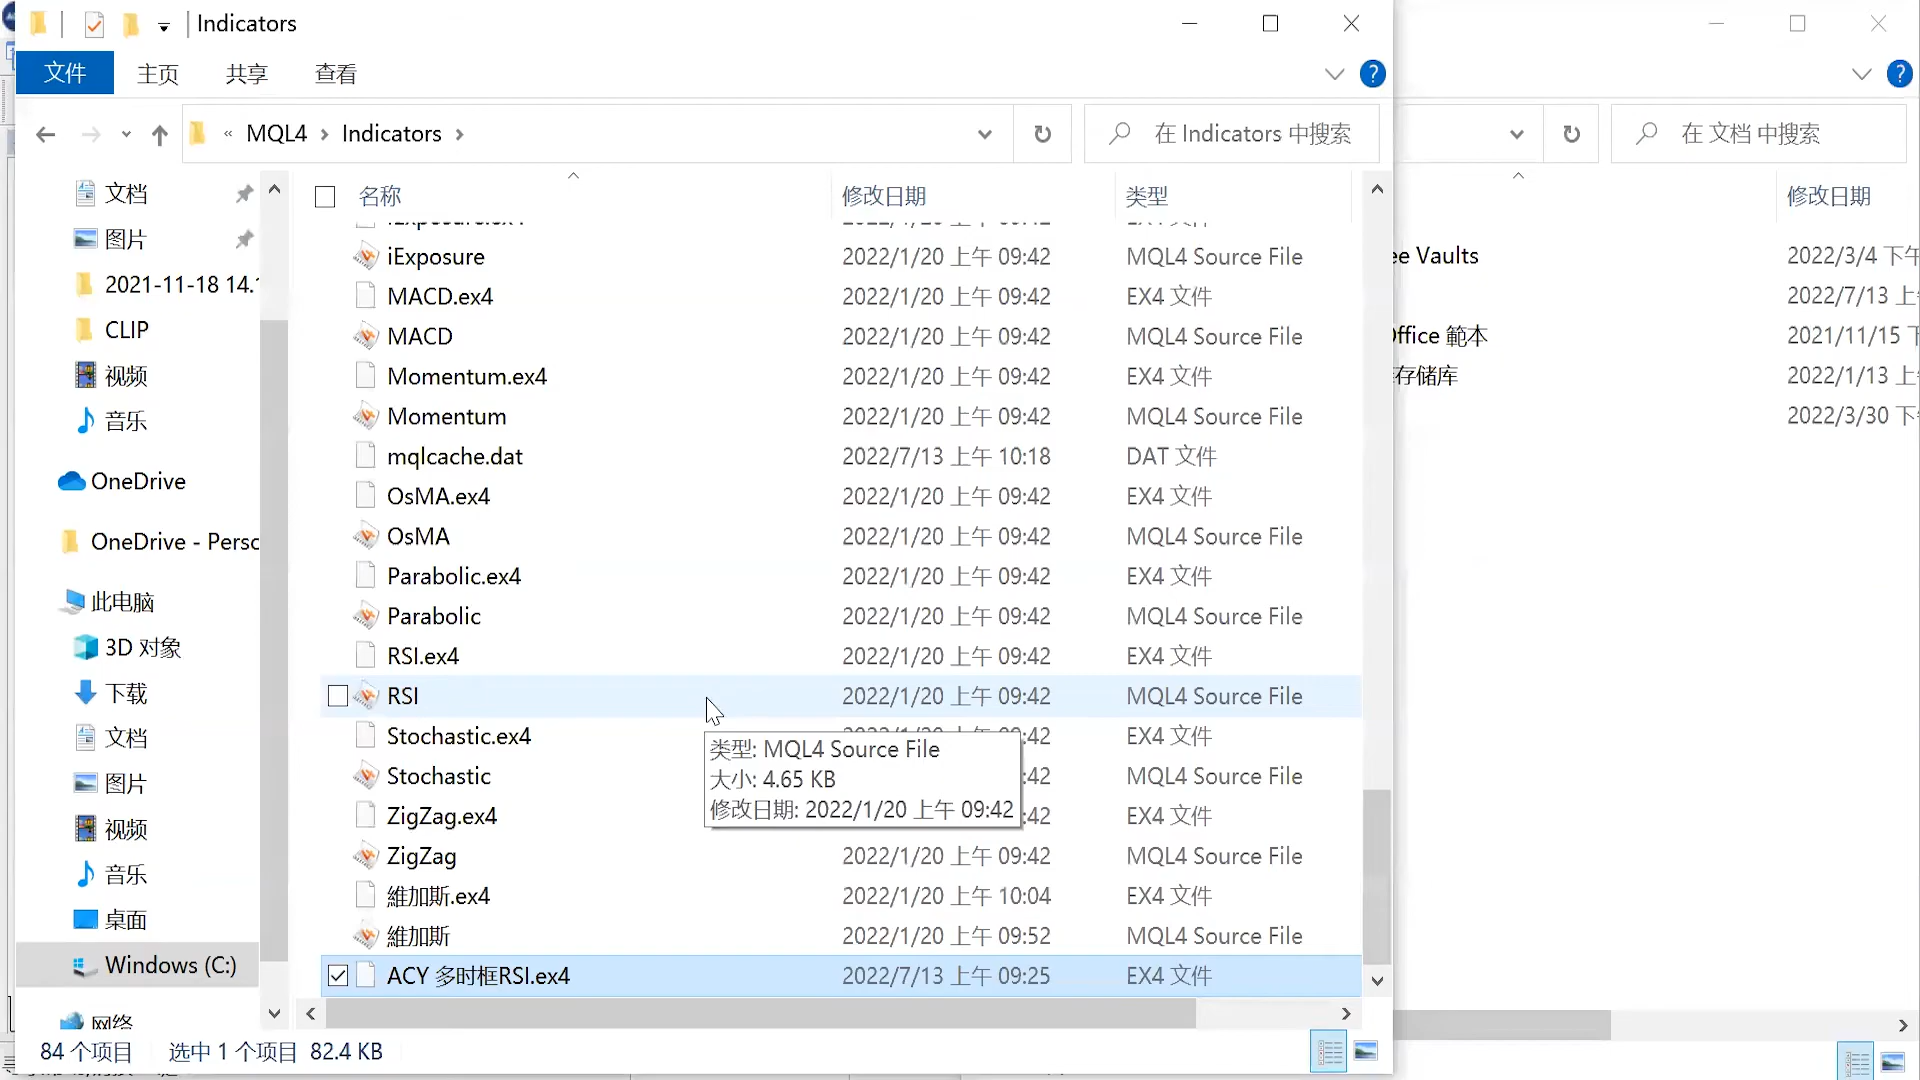 Indicators
文件 主页 共享 查看
« MQL4 › Indicators ›
在 Indicators 中搜索
在 文档 中搜索
文档
图片
2021-11-18 14.
CLIP
视频
音乐
OneDrive
OneDrive - Perso
此电脑
3D 对象
下载
文档
图片
视频
音乐
桌面
Windows (C:)
网络
名称 修改日期 类型
iExposure 2022/1/20 上午 09:42 MQL4 Source File
MACD.ex4 2022/1/20 上午 09:42 EX4 文件
MACD 2022/1/20 上午 09:42 MQL4 Source File
Momentum.ex4 2022/1/20 上午 09:42 EX4 文件
Momentum 2022/1/20 上午 09:42 MQL4 Source File
mqlcache.dat 2022/7/13 上午 10:18 DAT 文件
OsMA.ex4 2022/1/20 上午 09:42 EX4 文件
OsMA 2022/1/20 上午 09:42 MQL4 Source File
Parabolic.ex4 2022/1/20 上午 09:42 EX4 文件
Parabolic 2022/1/20 上午 09:42 MQL4 Source File
RSI.ex4 2022/1/20 上午 09:42 EX4 文件
RSI 2022/1/20 上午 09:42 MQL4 Source File
Stochastic.ex4 :42 EX4 文件
Stochastic :42 MQL4 Source File
ZigZag.ex4 :42 EX4 文件
ZigZag 2022/1/20 上午 09:42 MQL4 Source File
維加斯.ex4 2022/1/20 上午 10:04 EX4 文件
維加斯 2022/1/20 上午 09:52 MQL4 Source File
ACY 多时框RSI.ex4 2022/7/13 上午 09:25 EX4 文件
类型: MQL4 Source File
大小: 4.65 KB
修改日期: 2022/1/20 上午 09:42
84 个项目 选中 1 个项目 82.4 KB
修改日期
ee Vaults 2022/3/4 下午
2022/7/13 上
Office 範本 2021/11/15 下
存储库 2022/1/13 上
2022/3/30 下